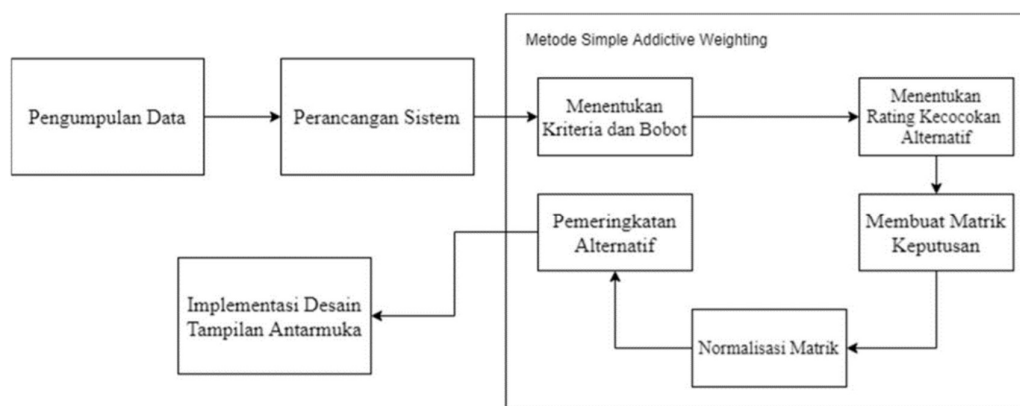 Metode Simple Addictive Weighting
Pengumpulan Data
Perancangan Sistem
Menentukan
Kriteria dan Bobot
Menentukan
Rating Kecocokan
Alternatif
Membuat Matrik
Keputusan
Normalisasi Matrik
Pemeringkatan
Alternatif
Implementasi Desain
Tampilan Antarmuka